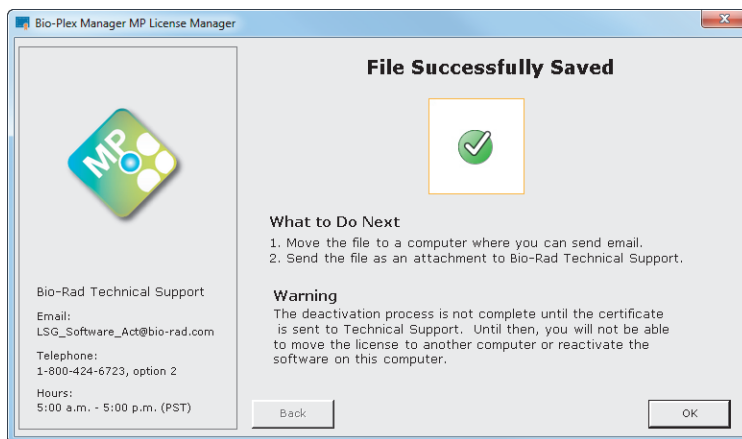 Bio-Plex Manager MP License Manager
File Successfully Saved
MP
What to Do Next
1. Move the file to a computer where you can send email.
2. Send the file as an attachment to Bio-Rad Technical Support.
Warning
The deactivation process is not complete until the certificate
is sent to Technical Support. Until then, you will not be able
to move the license to another computer or reactivate the
software on this computer.
Bio-Rad Technical Support
Email:
LSG_Software_Act@bio-rad.com
Telephone:
1-800-424-6723, option 2
Hours:
5:00 a.m. - 5:00 p.m. (PST)
Back
OK